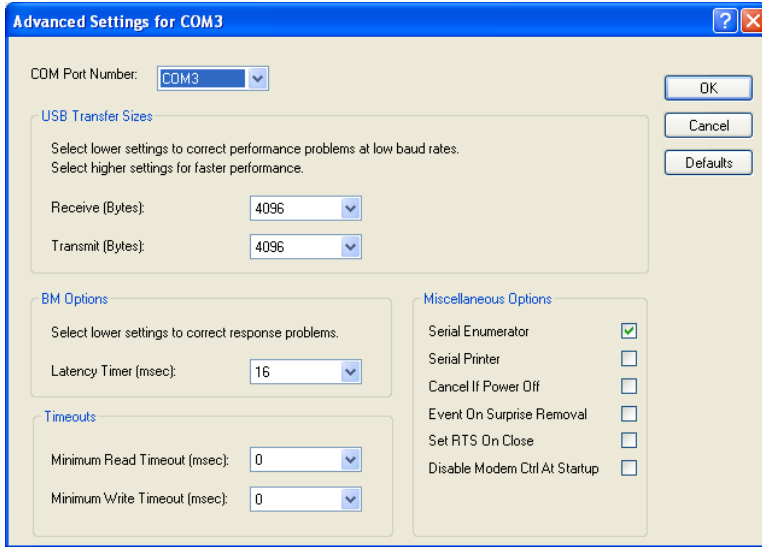 Advanced Settings for COM3
COM Port Number: COM3
OK
Cancel
Defaults
USB Transfer Sizes
Select lower settings to correct performance problems at low baud rates.
Select higher settings for faster performance.
Receive (Bytes): 4096
Transmit (Bytes): 4096
BM Options
Select lower settings to correct response problems.
Latency Timer (msec): 16
Timeouts
Minimum Read Timeout (msec): 0
Minimum Write Timeout (msec): 0
Miscellaneous Options
Serial Enumerator
Serial Printer
Cancel If Power Off
Event On Surprise Removal
Set RTS On Close
Disable Modem Ctrl At Startup